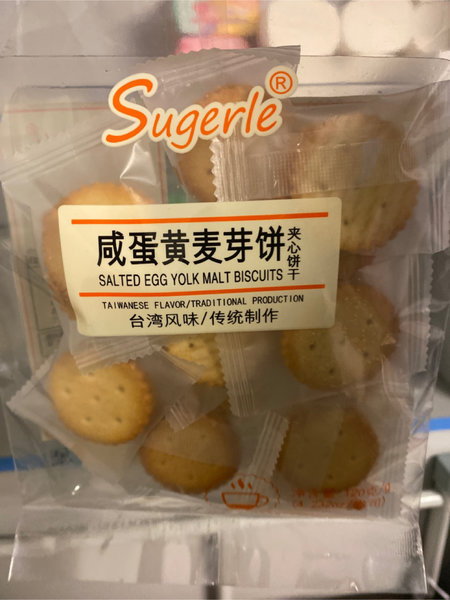 Sugerle®
咸蛋黄麦芽饼夹心饼干
SALTED EGG YOLK MALT BISCUITS
TAIWANESE FLAVOR/TRADITIONAL PRODUCTION
台湾风味/传统制作